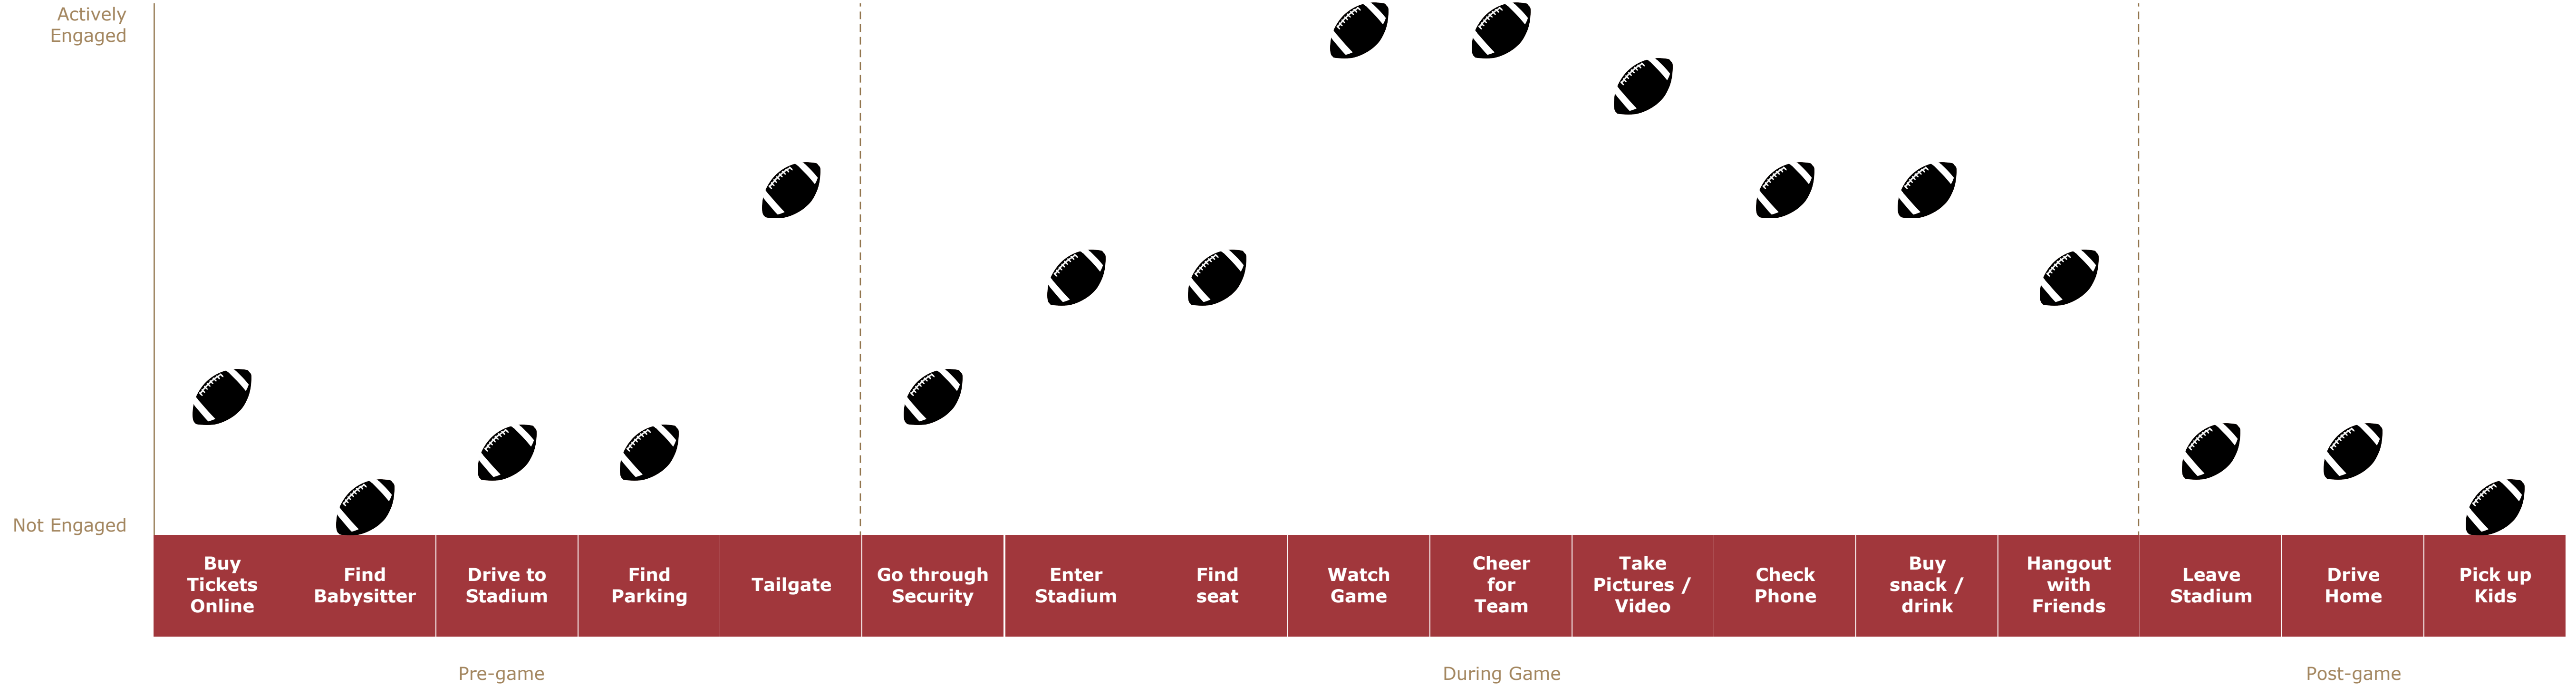 Actively
Engaged
Not Engaged
Buy
Tickets
Online
Find
Babysitter
Drive to
Stadium
Find
Parking
Tailgate
Go through
Security
Enter
Stadium
Find
seat
Watch
Game
Cheer
for
Team
Take
Pictures /
Video
Check
Phone
Buy
snack /
drink
Hangout
with
Friends
Leave
Stadium
Drive
Home
Pick up
Kids
Pre-game
During Game
Post-game